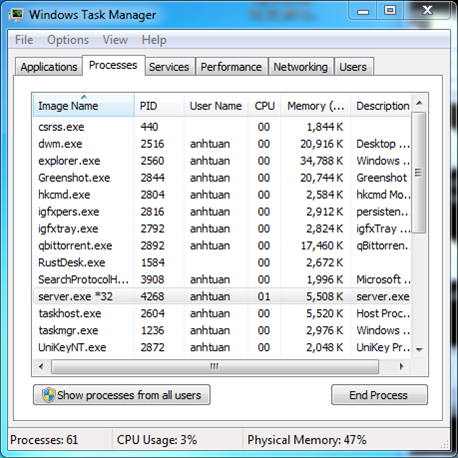 Windows Task Manager
File Options View Help
Applications Processes Services Performance Networking Users
Image Name PID User Name CPU Memory (... Description
csrss.exe 440 00 1,844 K
dwm.exe 2516 anhtuan 00 20,916 K Desktop ...
explorer.exe 2560 anhtuan 00 34,788 K Windows ...
Greenshot.exe 2844 anhtuan 00 20,744 K Greenshot
hkcmd.exe 2804 anhtuan 00 2,584 K hkcmd Mo...
igfxpers.exe 2816 anhtuan 00 2,912 K persisten...
igfxtray.exe 2792 anhtuan 00 2,824 K igfxTray ...
qbittorrent.exe 2892 anhtuan 00 17,460 K qBittorren...
RustDesk.exe 1584 00 2,672 K
SearchProtocolH... 3908 anhtuan 00 1,996 K Microsoft ...
server.exe *32 4268 anhtuan 01 5,508 K server.exe
taskhost.exe 2604 anhtuan 00 5,520 K Host Proc...
taskmgr.exe 1236 anhtuan 00 2,976 K Windows ...
UniKeyNT.exe 2872 anhtuan 00 2,048 K UniKey Pr...
Show processes from all users End Process
Processes: 61 CPU Usage: 3% Physical Memory: 47%